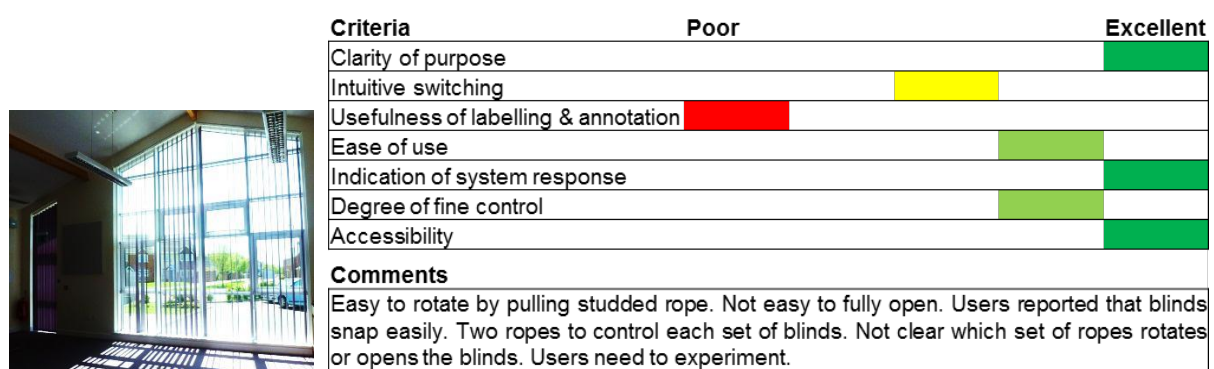 Criteria Poor Excellent
Clarity of purpose
Intuitive switching
Usefulness of labelling & annotation
Ease of use
Indication of system response
Degree of fine control
Accessibility
Comments
Easy to rotate by pulling studded rope. Not easy to fully open. Users reported that blinds
snap easily. Two ropes to control each set of blinds. Not clear which set of ropes rotates
or opens the blinds. Users need to experiment.